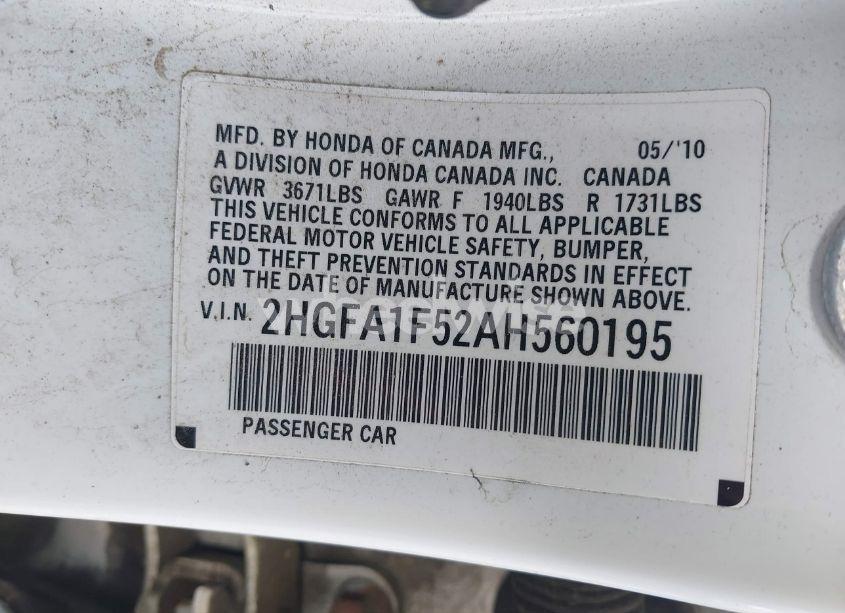 MFD. BY HONDA OF CANADA MFG., 05/'10
A DIVISION OF HONDA CANADA INC. CANADA
GVWR 3671LBS GAWR F 1940LBS R 1731LBS
THIS VEHICLE CONFORMS TO ALL APPLICABLE
FEDERAL MOTOR VEHICLE SAFETY, BUMPER,
AND THEFT PREVENTION STANDARDS IN EFFECT
ON THE DATE OF MANUFACTURE SHOWN ABOVE.
V.I.N. 2HGFA1F52AH560195
PASSENGER CAR